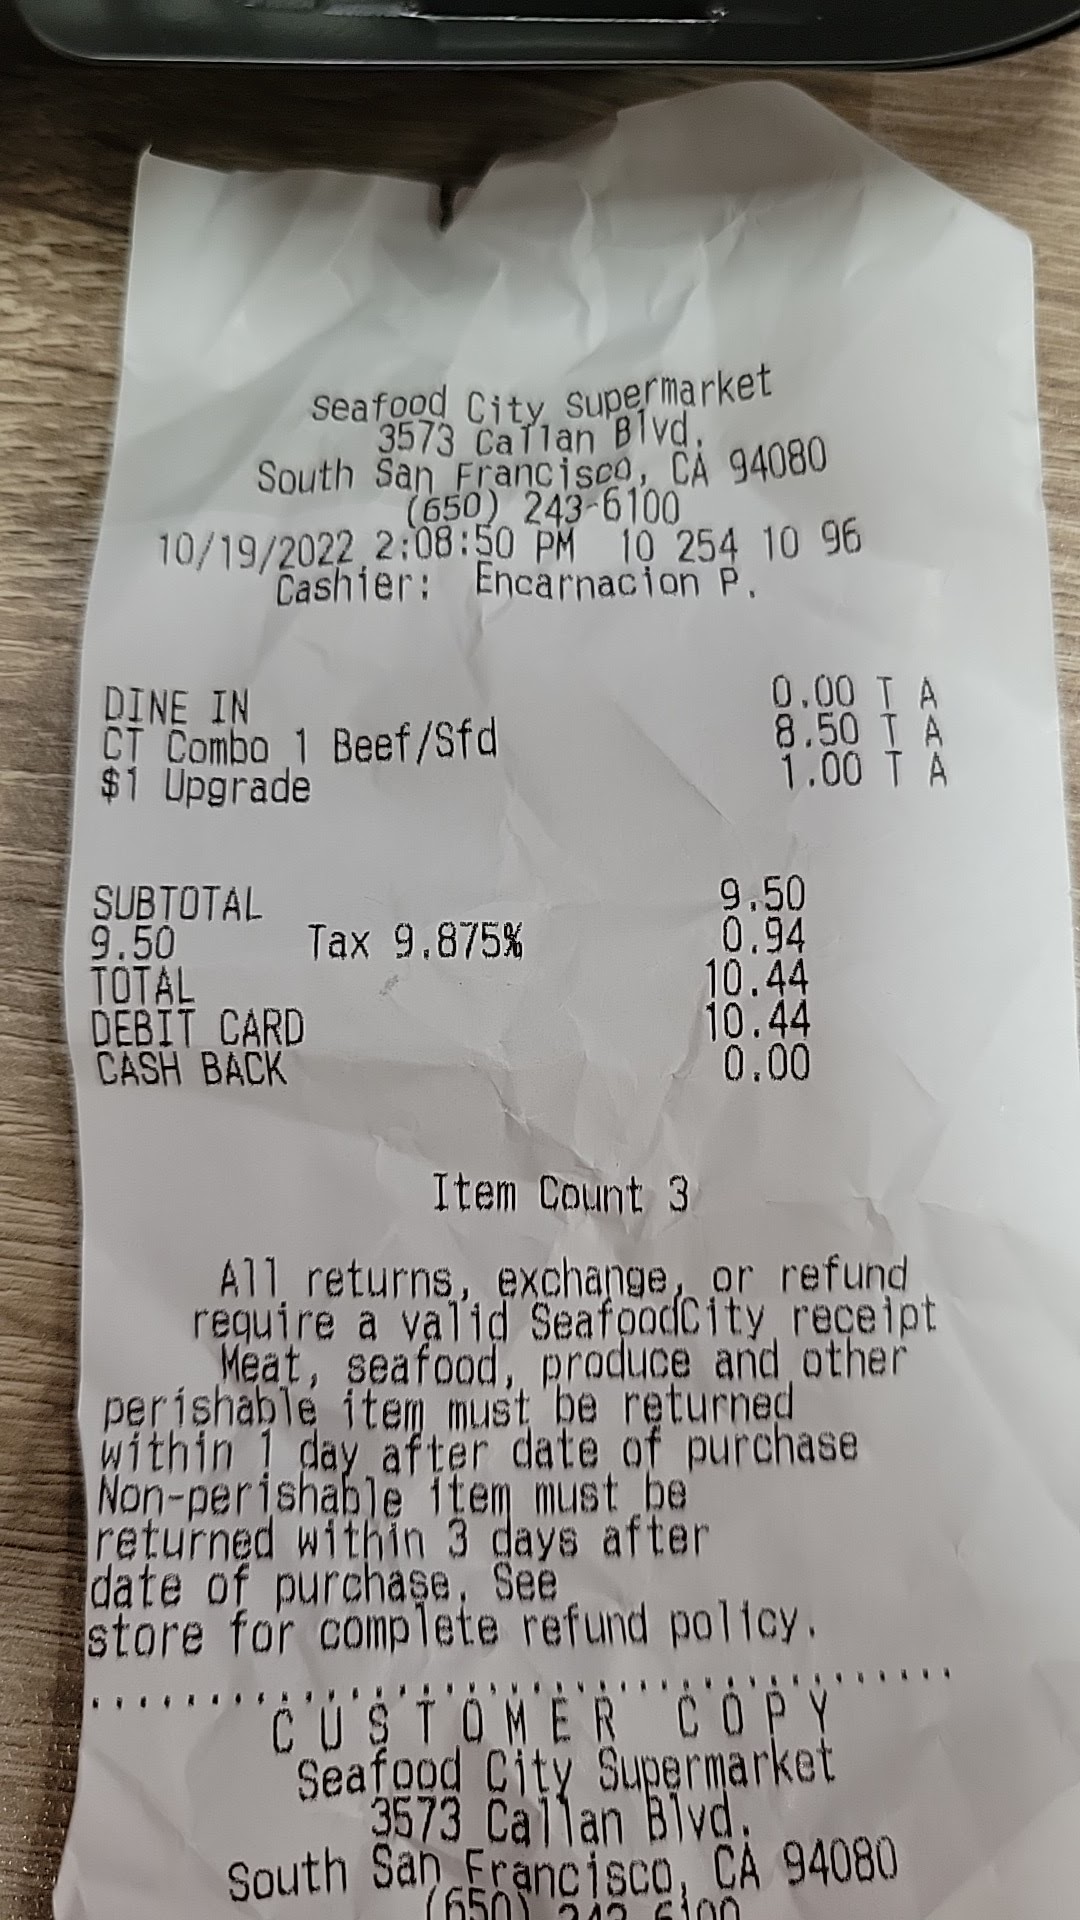 Seafood City Supermarket
3573 Callan Blvd.
South San Francisco, CA 94080
(650) 243-6100
10/19/2022 2:08:50 PM 10 254 10 96
Cashier: Encarnacion P.
DINE IN 0.00 T A
CT Combo 1 Beef/Sfd 8.50 T A
$1 Upgrade 1.00 T A
SUBTOTAL 9.50
9.50 Tax 9.875% 0.94
TOTAL 10.44
DEBIT CARD 10.44
CASH BACK 0.00
Item Count 3
All returns, exchange, or refund
require a valid SeafoodCity receipt
Meat, seafood, produce and other
perishable item must be returned
within 1 day after date of purchase
Non-perishable item must be
returned within 3 days after
date of purchase. See
store for complete refund policy.
CUSTOMER COPY
Seafood City Supermarket
3573 Callan Blvd.
South San Francisco, CA 94080
(650) 243-6100